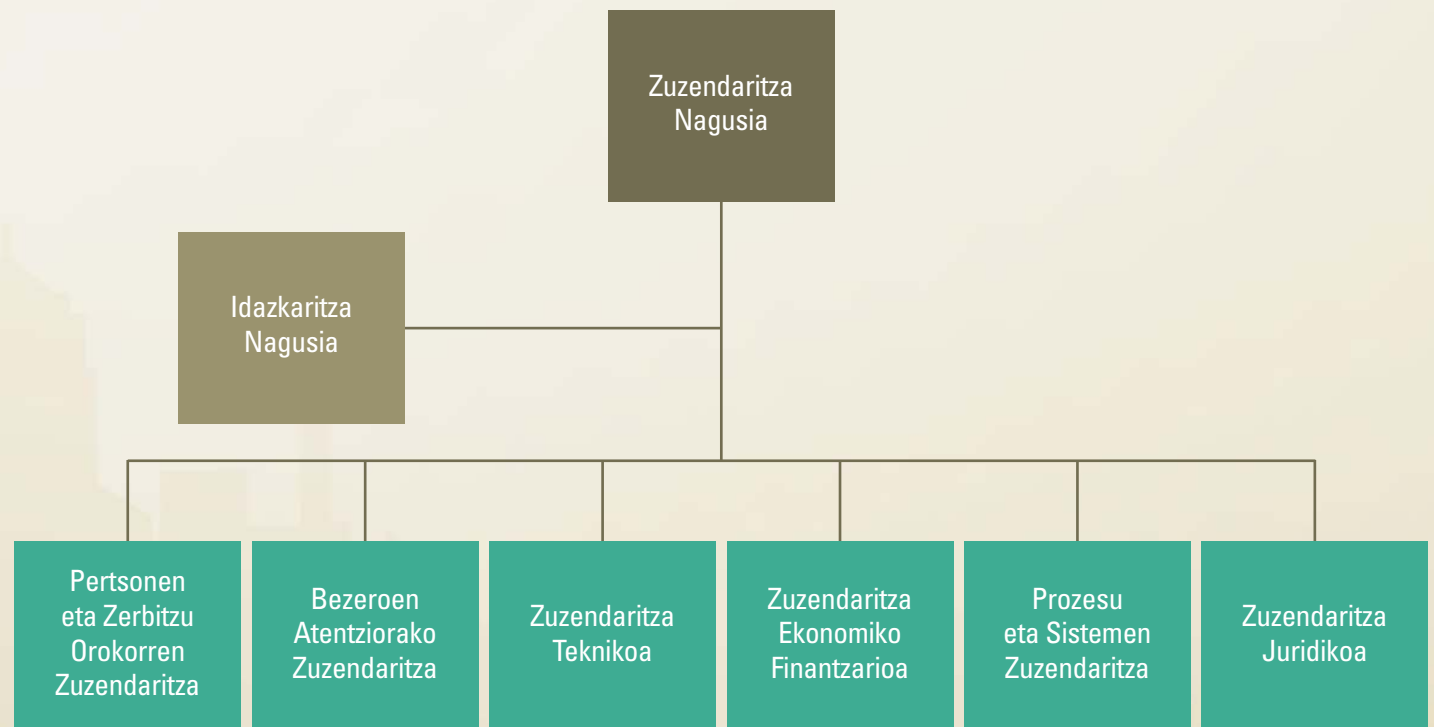 Zuzendaritza
Nagusia
Idazkaritza
Nagusia
Pertsonen
eta Zerbitzu
Orokorren
Zuzendaritza
Bezeroen
Atentziorako
Zuzendaritza
Zuzendaritza
Teknikoa
Zuzendaritza
Ekonomiko
Finantzarioa
Prozesu
eta Sistemen
Zuzendaritza
Zuzendaritza
Juridikoa